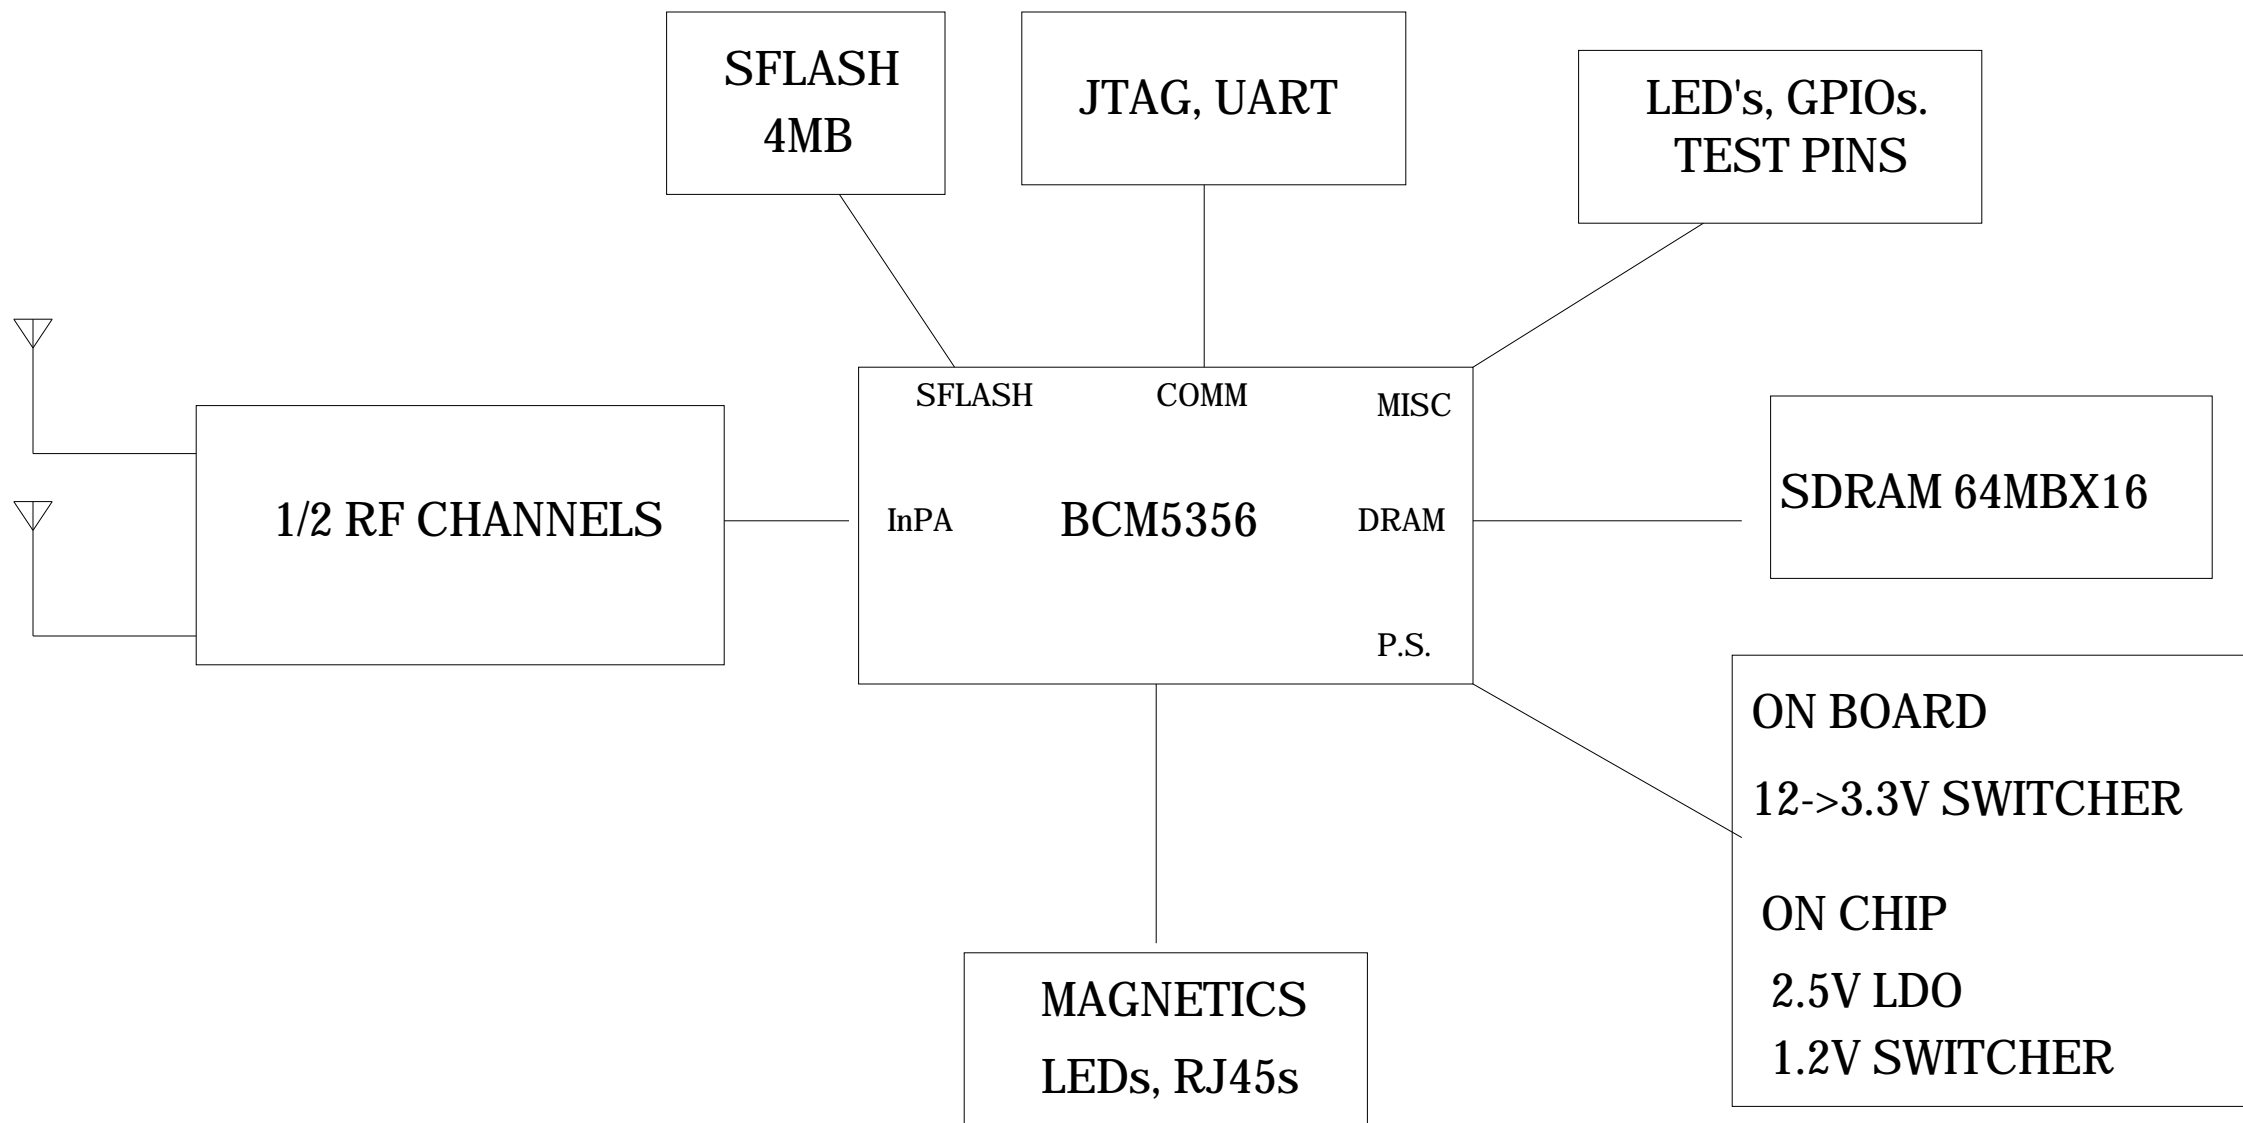 SFLASH
4MB
JTAG, UART
LED's, GPIOs.
TEST PINS
SFLASH
COMM
MISC
1/2 RF CHANNELS
InPA
BCM5356
DRAM
SDRAM 64MBX16
P.S.
ON BOARD
12->3.3V SWITCHER
ON CHIP
2.5V LDO
1.2V SWITCHER
MAGNETICS
LEDs, RJ45s